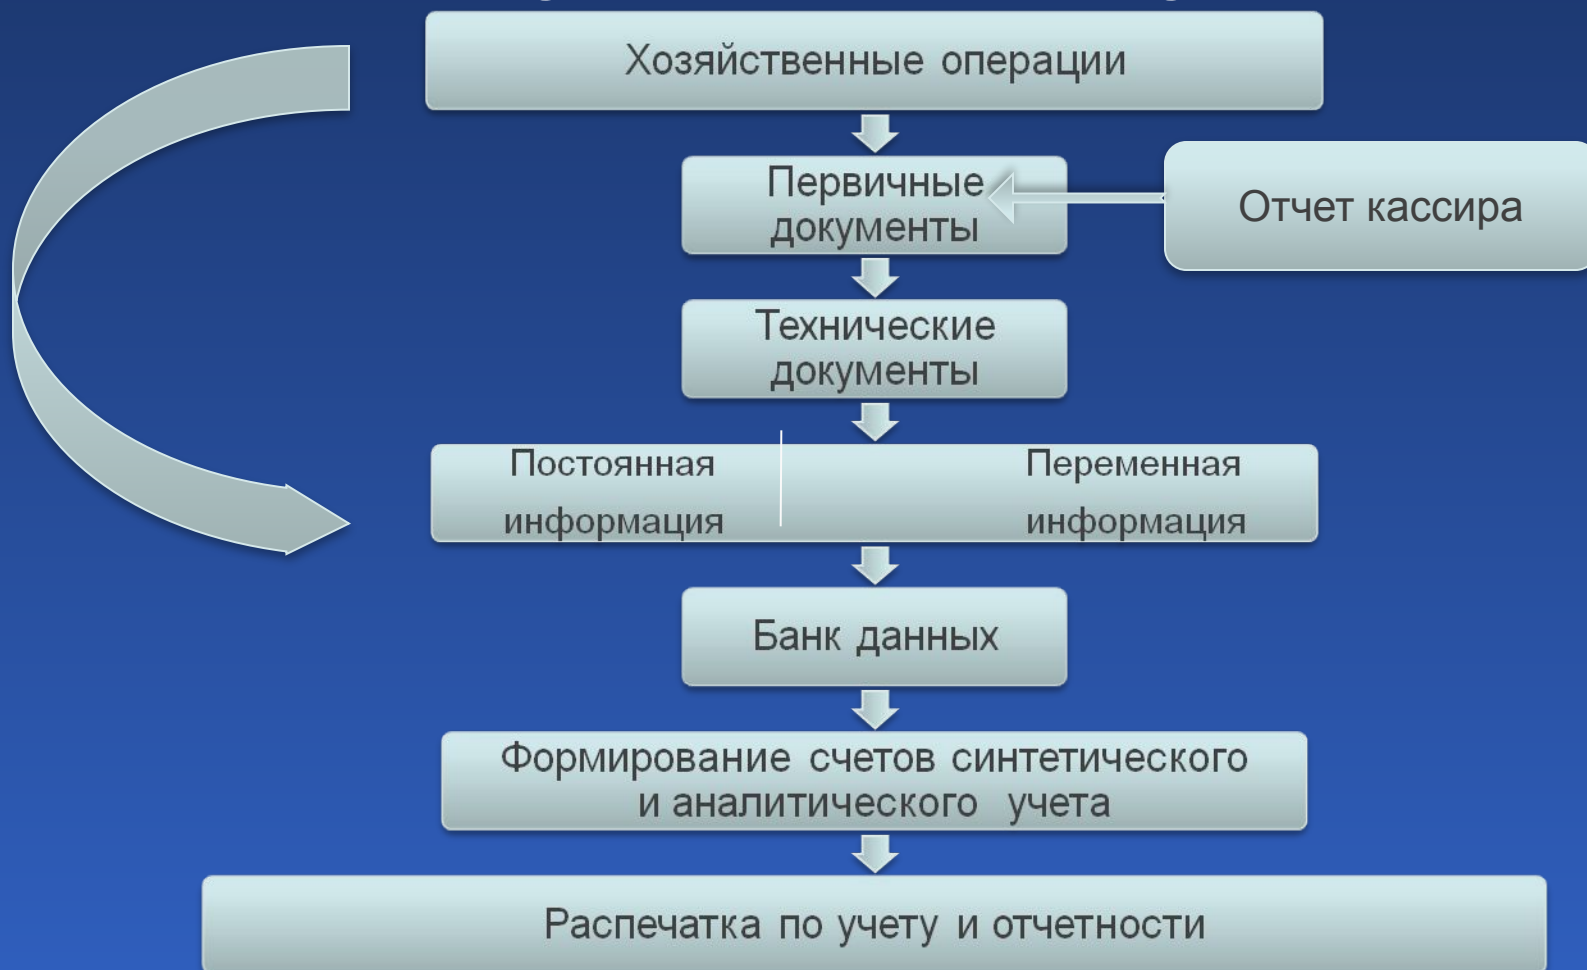 Хозяйственные операции
Первичные
документы
Отчет кассира
Технические
документы
Постоянная
информация
Переменная
информация
Банк данных
Формирование счетов синтетического
и аналитического учета
Распечатка по учету и отчетности